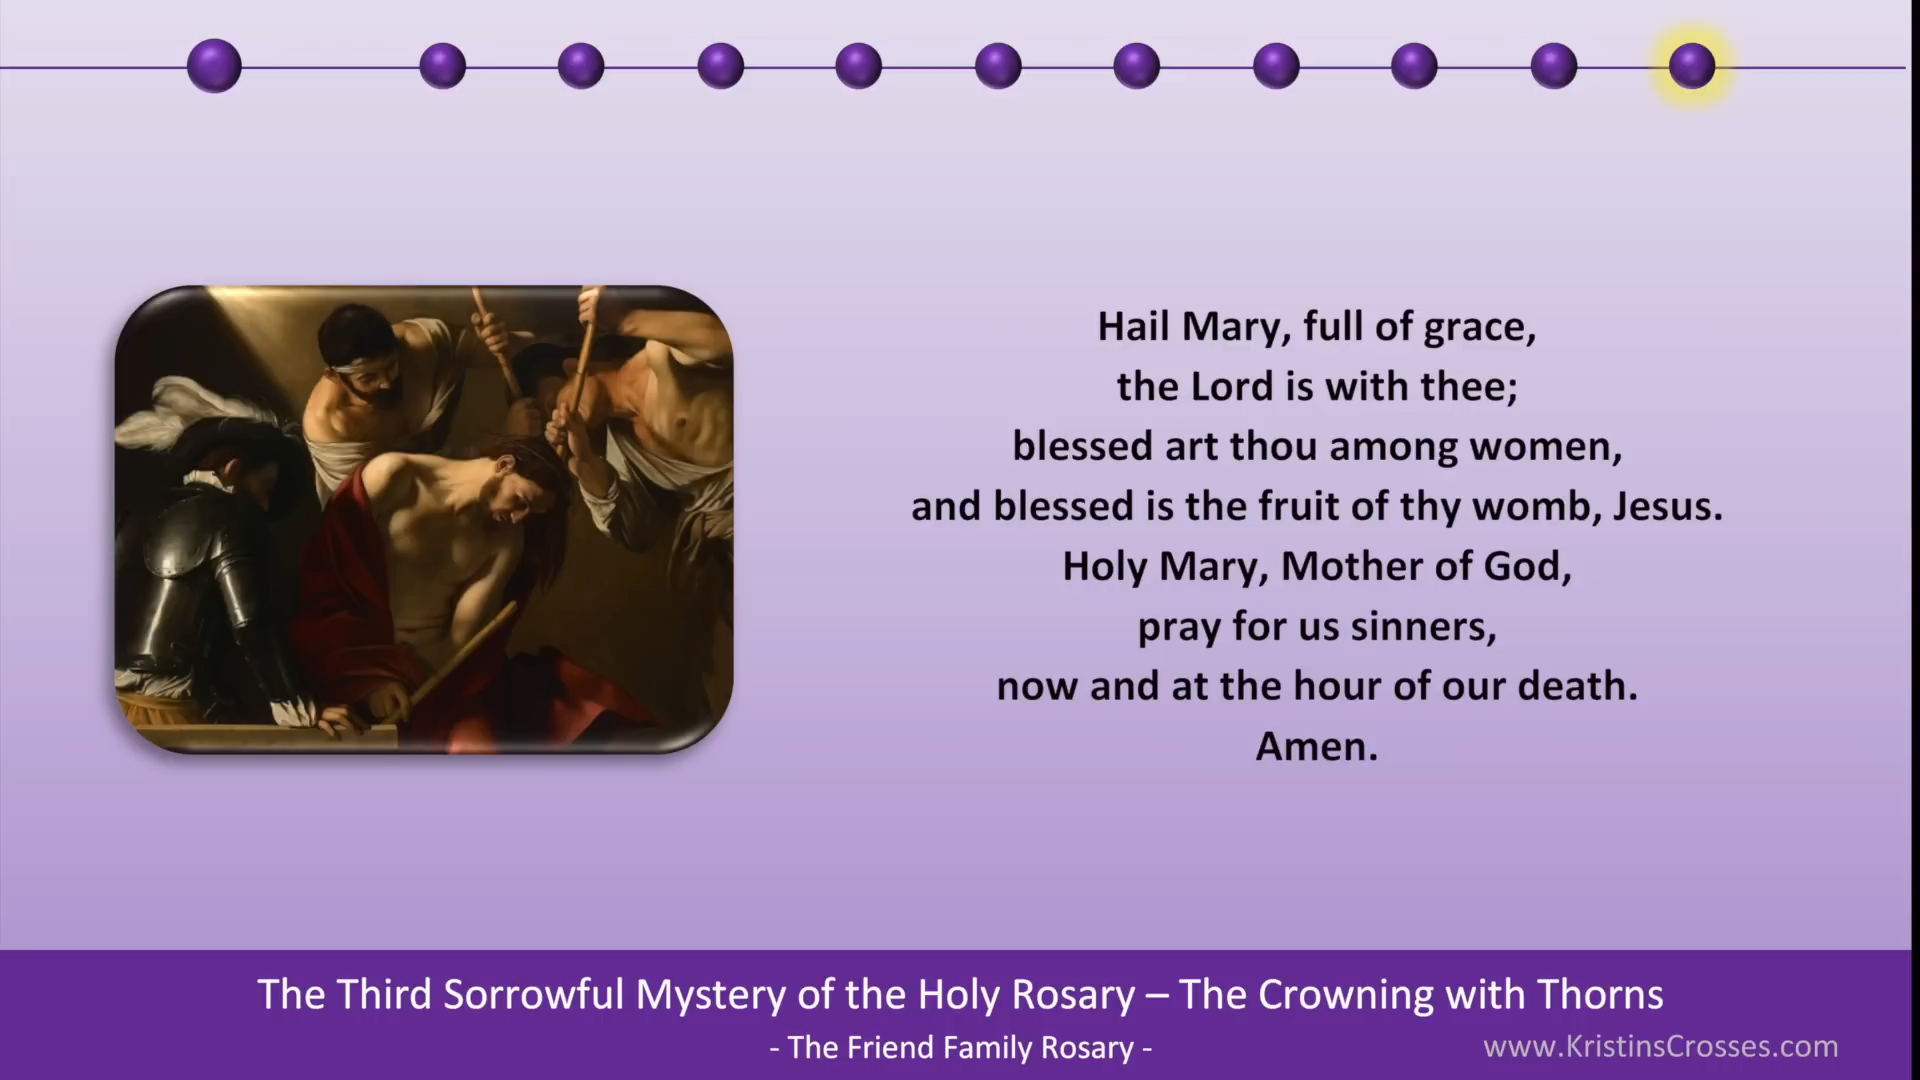 Hail Mary, full of grace,
the Lord is with thee;
blessed art thou among women,
and blessed is the fruit of thy womb, Jesus.
Holy Mary, Mother of God,
pray for us sinners,
now and at the hour of our death.
Amen.
The Third Sorrowful Mystery of the Holy Rosary – The Crowning with Thorns
- The Friend Family Rosary -
www.KristinsCrosses.com